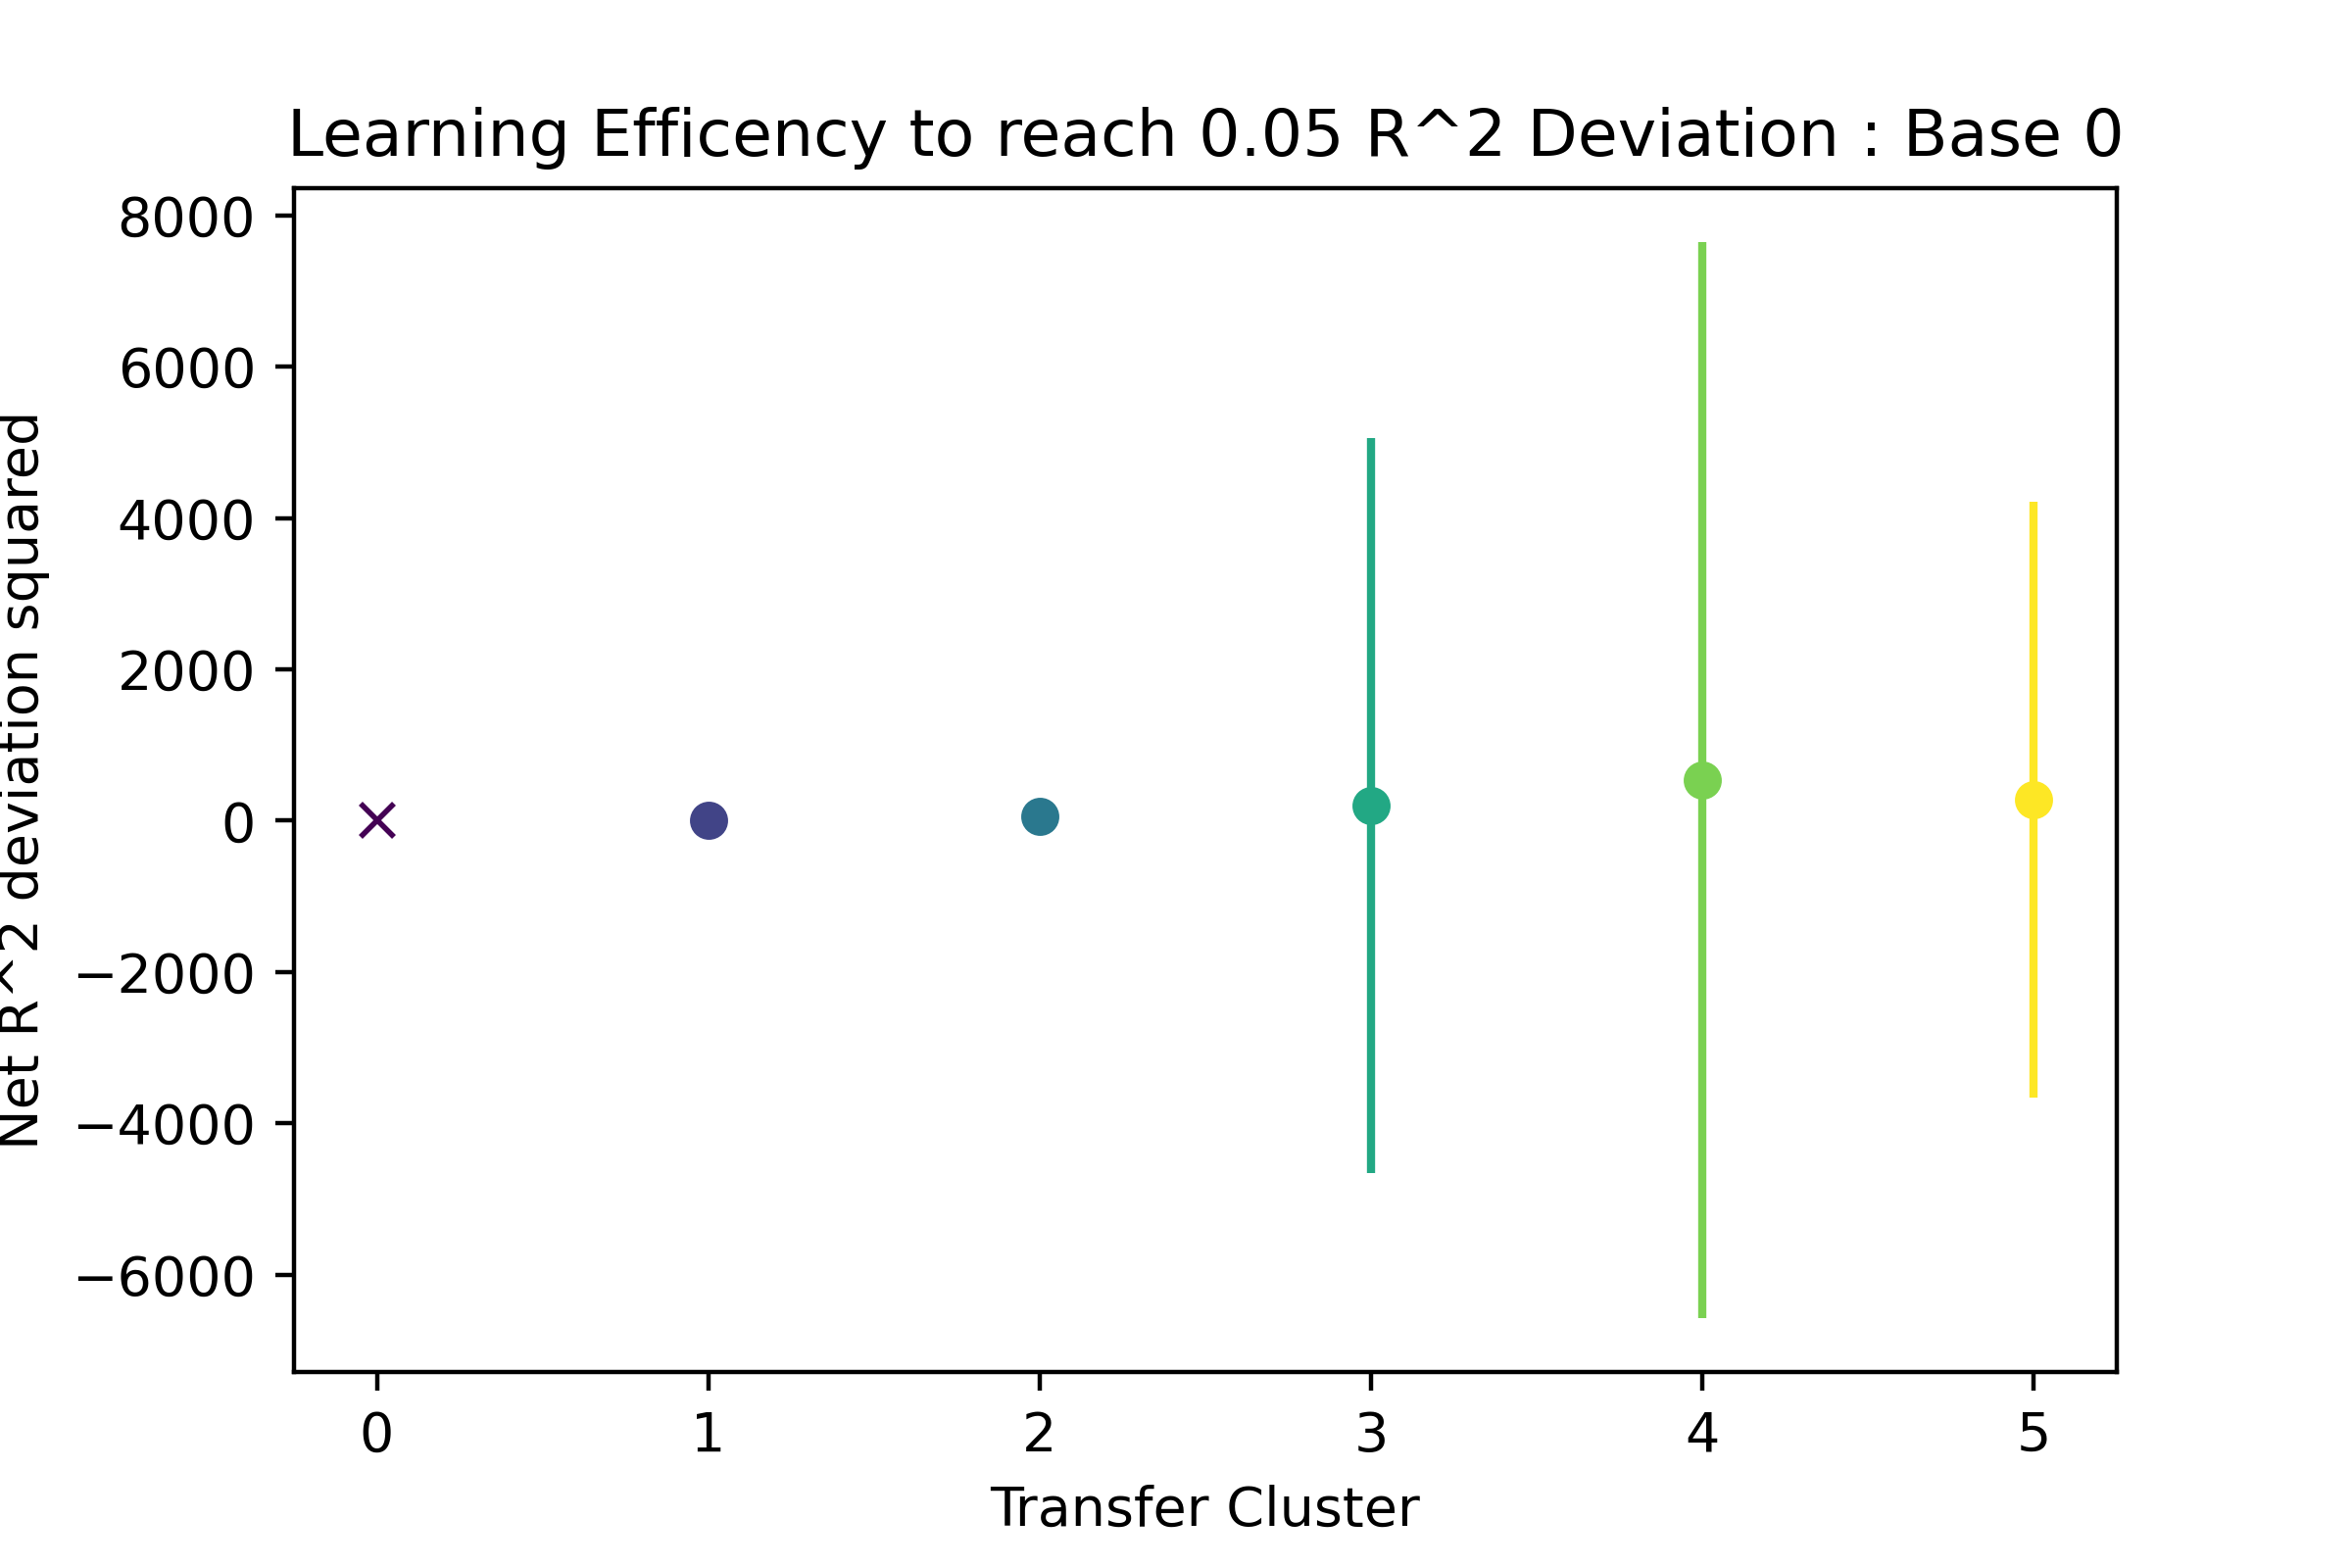 Learning Efficency to reach 0.05 R^2 Deviation : Base 0
Net R^2 deviation squared
8000
6000
4000
2000
0
−2000
−4000
−6000
0 1 2 3 4 5
Transfer Cluster